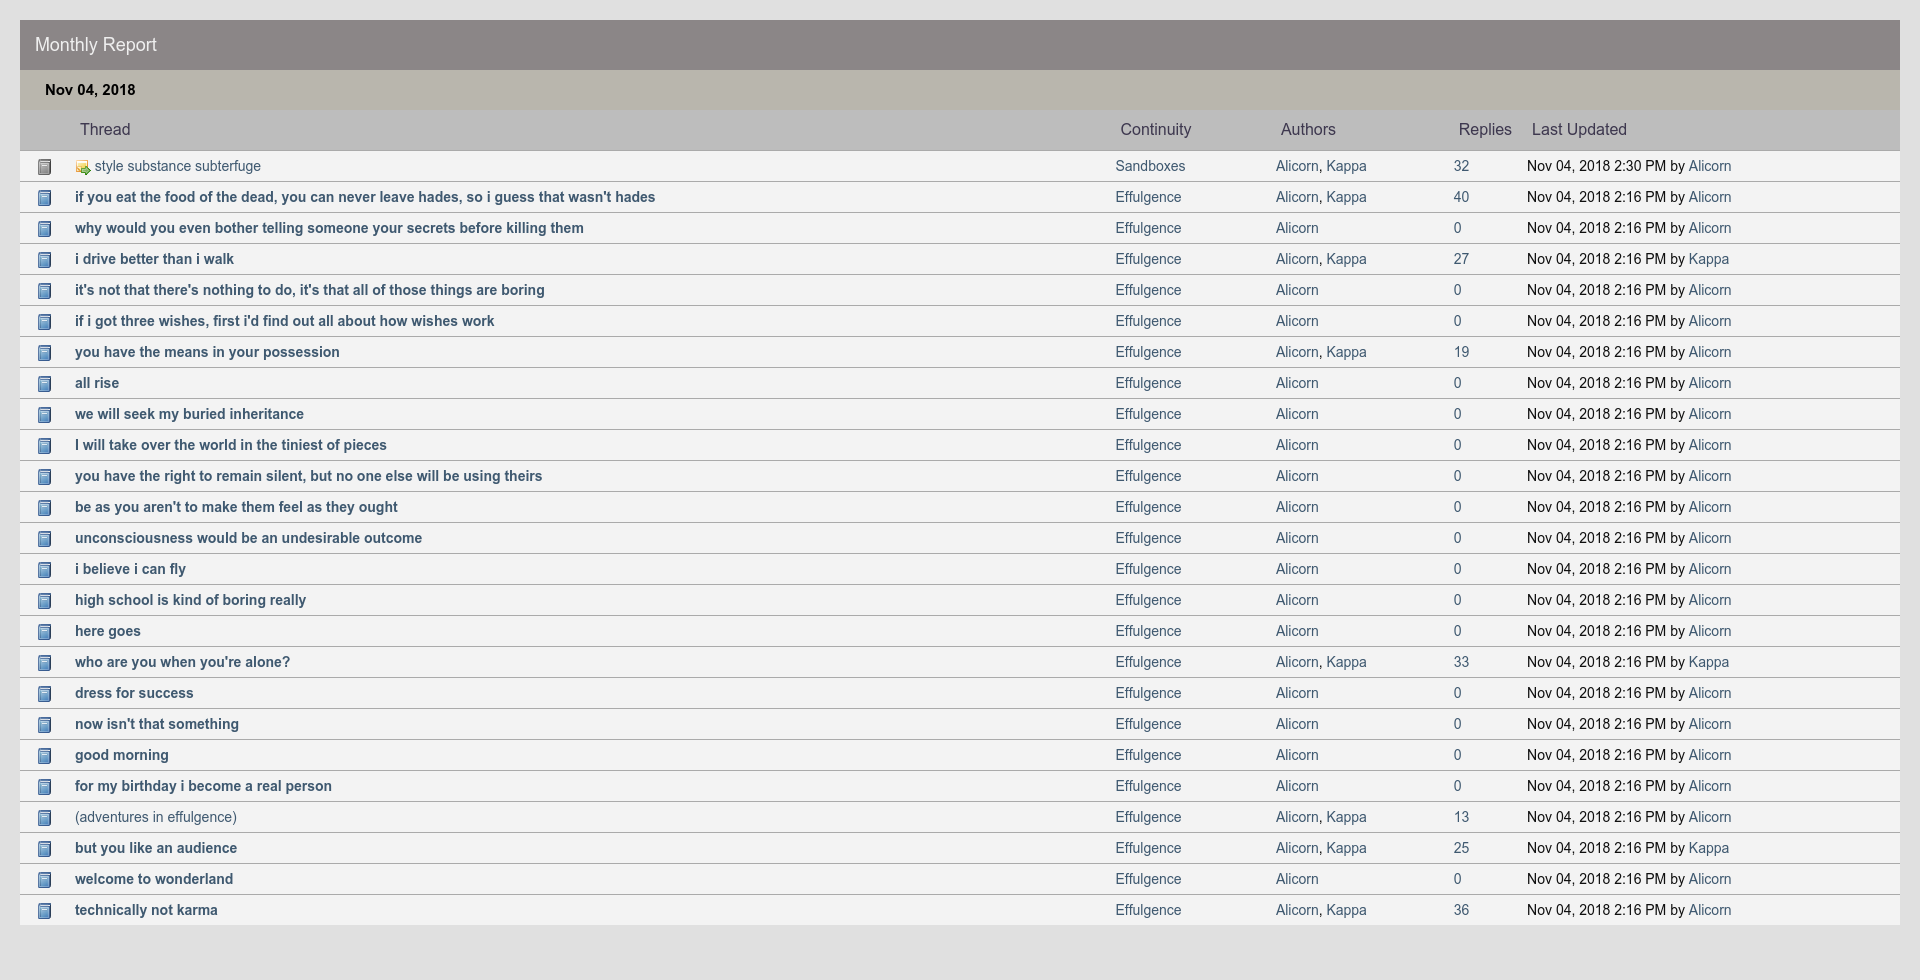 Monthly Report
Nov 04, 2018
Thread Continuity Authors Replies Last Updated
style substance subterfuge Sandboxes Alicorn, Kappa 32 Nov 04, 2018 2:30 PM by Alicorn
if you eat the food of the dead, you can never leave hades, so i guess that wasn't hades Effulgence Alicorn, Kappa 40 Nov 04, 2018 2:16 PM by Alicorn
why would you even bother telling someone your secrets before killing them Effulgence Alicorn 0 Nov 04, 2018 2:16 PM by Alicorn
i drive better than i walk Effulgence Alicorn, Kappa 27 Nov 04, 2018 2:16 PM by Kappa
it's not that there's nothing to do, it's that all of those things are boring Effulgence Alicorn 0 Nov 04, 2018 2:16 PM by Alicorn
if i got three wishes, first i'd find out all about how wishes work Effulgence Alicorn 0 Nov 04, 2018 2:16 PM by Alicorn
you have the means in your possession Effulgence Alicorn, Kappa 19 Nov 04, 2018 2:16 PM by Alicorn
all rise Effulgence Alicorn 0 Nov 04, 2018 2:16 PM by Alicorn
we will seek my buried inheritance Effulgence Alicorn 0 Nov 04, 2018 2:16 PM by Alicorn
I will take over the world in the tiniest of pieces Effulgence Alicorn 0 Nov 04, 2018 2:16 PM by Alicorn
you have the right to remain silent, but no one else will be using theirs Effulgence Alicorn 0 Nov 04, 2018 2:16 PM by Alicorn
be as you aren't to make them feel as they ought Effulgence Alicorn 0 Nov 04, 2018 2:16 PM by Alicorn
unconsciousness would be an undesirable outcome Effulgence Alicorn 0 Nov 04, 2018 2:16 PM by Alicorn
i believe i can fly Effulgence Alicorn 0 Nov 04, 2018 2:16 PM by Alicorn
high school is kind of boring really Effulgence Alicorn 0 Nov 04, 2018 2:16 PM by Alicorn
here goes Effulgence Alicorn 0 Nov 04, 2018 2:16 PM by Alicorn
who are you when you're alone? Effulgence Alicorn, Kappa 33 Nov 04, 2018 2:16 PM by Kappa
dress for success Effulgence Alicorn 0 Nov 04, 2018 2:16 PM by Alicorn
now isn't that something Effulgence Alicorn 0 Nov 04, 2018 2:16 PM by Alicorn
good morning Effulgence Alicorn 0 Nov 04, 2018 2:16 PM by Alicorn
for my birthday i become a real person Effulgence Alicorn 0 Nov 04, 2018 2:16 PM by Alicorn
(adventures in effulgence) Effulgence Alicorn, Kappa 13 Nov 04, 2018 2:16 PM by Alicorn
but you like an audience Effulgence Alicorn, Kappa 25 Nov 04, 2018 2:16 PM by Kappa
welcome to wonderland Effulgence Alicorn 0 Nov 04, 2018 2:16 PM by Alicorn
technically not karma Effulgence Alicorn, Kappa 36 Nov 04, 2018 2:16 PM by Alicorn